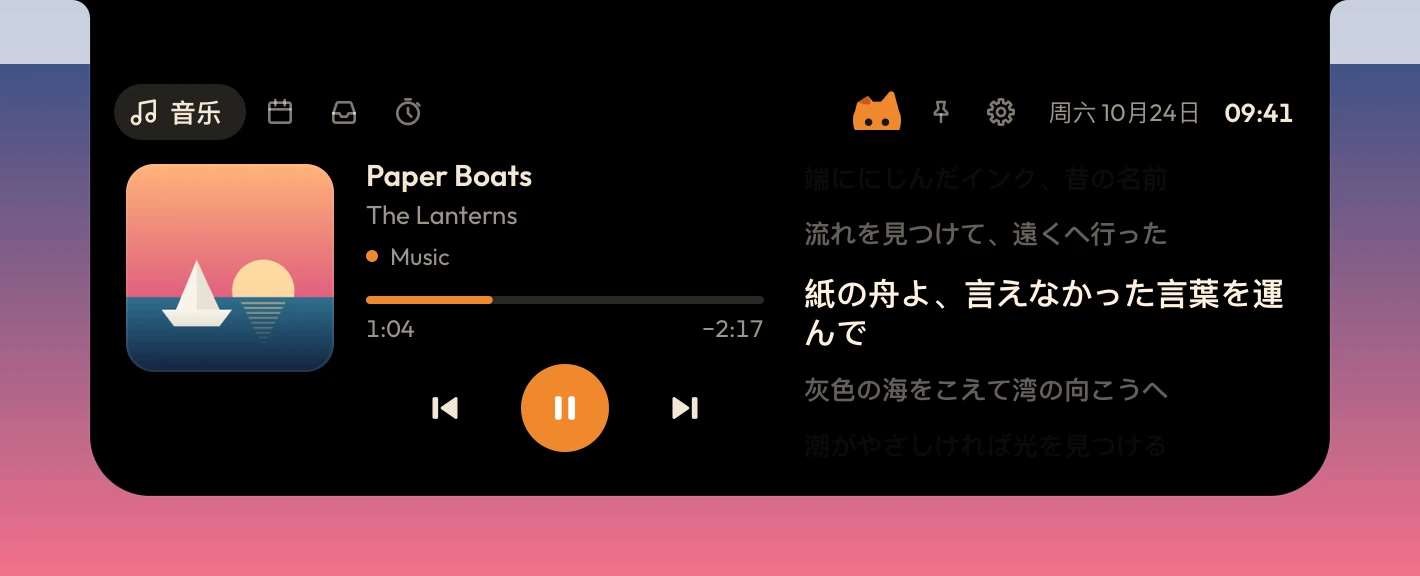 音乐
周六 10月24日 09:41
Paper Boats
The Lanterns
Music
1:04
−2:17
端ににじんだインク、昔の名前
流れを見つけて、遠くへ行った
紙の舟よ、言えなかった言葉を運
んで
灰色の海をこえて湾の向こうへ
潮がやさしければ光を見つける